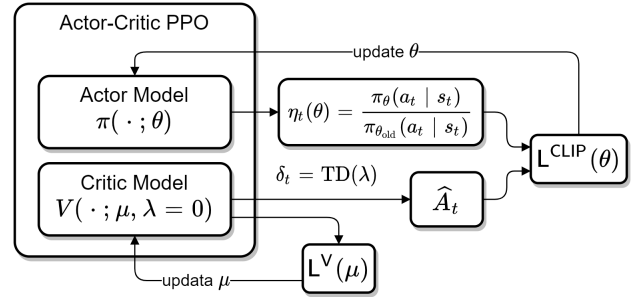 Actor-Critic PPO
update θ
Actor Model
π( · ; θ)
η_t(θ) = π_θ(a_t | s_t) / π_θ_old(a_t | s_t)
L^CLIP(θ)
Critic Model
V( · ; μ, λ = 0)
δ_t = TD(λ)
Â_t
L^V(μ)
updata μ